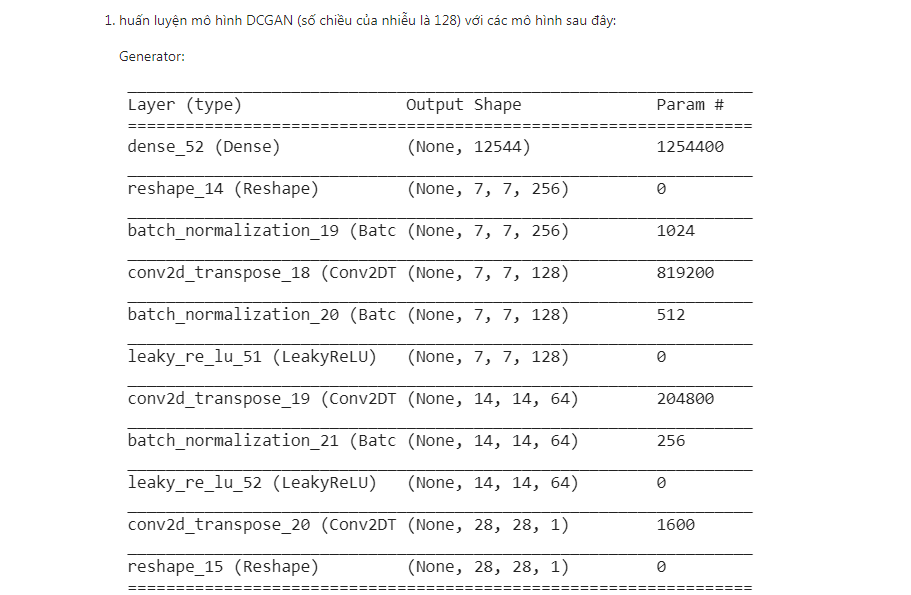 1. huấn luyện mô hình DCGAN (số chiều của nhiễu là 128) với các mô hình sau đây:
Generator:
Layer (type) Output Shape Param #
=================================================================
dense_52 (Dense) (None, 12544) 1254400
reshape_14 (Reshape) (None, 7, 7, 256) 0
batch_normalization_19 (Batc (None, 7, 7, 256) 1024
conv2d_transpose_18 (Conv2DT (None, 7, 7, 128) 819200
batch_normalization_20 (Batc (None, 7, 7, 128) 512
leaky_re_lu_51 (LeakyReLU) (None, 7, 7, 128) 0
conv2d_transpose_19 (Conv2DT (None, 14, 14, 64) 204800
batch_normalization_21 (Batc (None, 14, 14, 64) 256
leaky_re_lu_52 (LeakyReLU) (None, 14, 14, 64) 0
conv2d_transpose_20 (Conv2DT (None, 28, 28, 1) 1600
reshape_15 (Reshape) (None, 28, 28, 1) 0
=================================================================